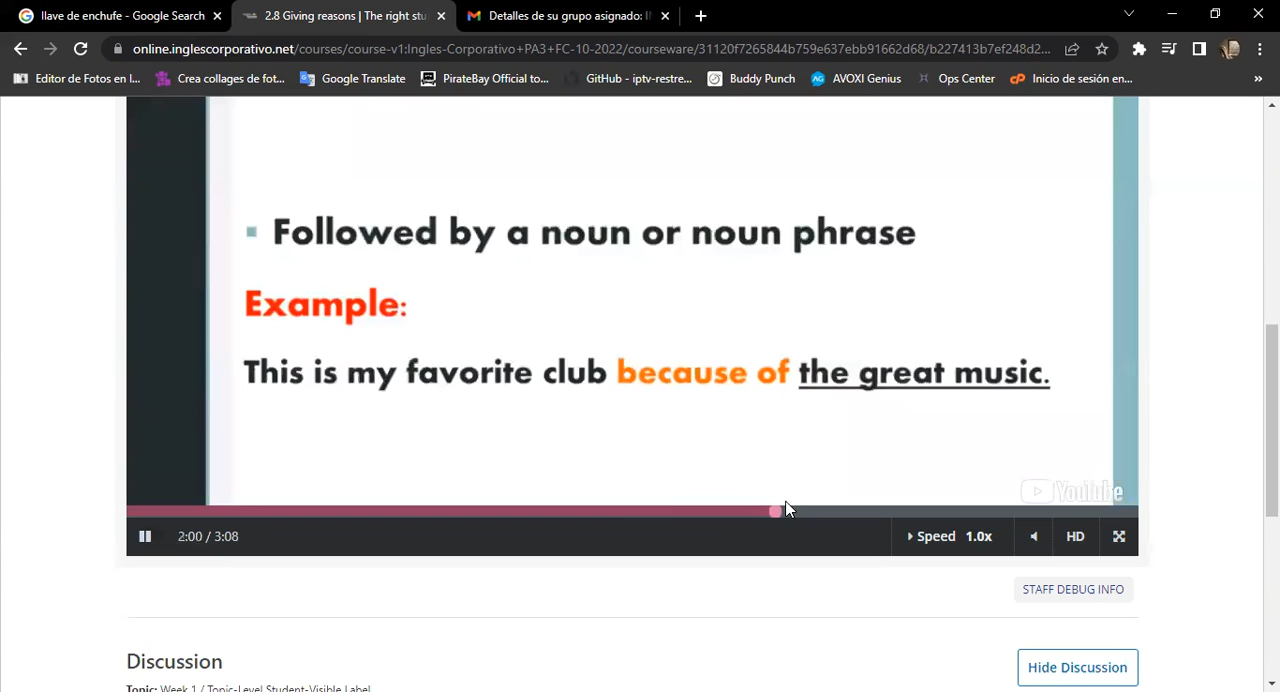 llave de enchufe - Google Search
2.8 Giving reasons | The right stu
Detalles de su grupo asignado: II
online.inglescorporativo.net/courses/course-v1:Ingles-Corporativo+PA3+FC-10-2022/courseware/31120f7265844b759e637ebb91662d68/b227413b7ef248d2...
Editor de Fotos en l...
Crea collages de fot...
Google Translate
PirateBay Official to...
GitHub - iptv-restre...
Buddy Punch
AVOXI Genius
Ops Center
Inicio de sesión en...
»
Followed by a noun or noun phrase
Example:
This is my favorite club because of the great music.
YouTube
2:00 / 3:08
Speed 1.0x
HD
STAFF DEBUG INFO
Discussion
Hide Discussion
Topic: Week 1 / Topic-Level Student-Visible Label